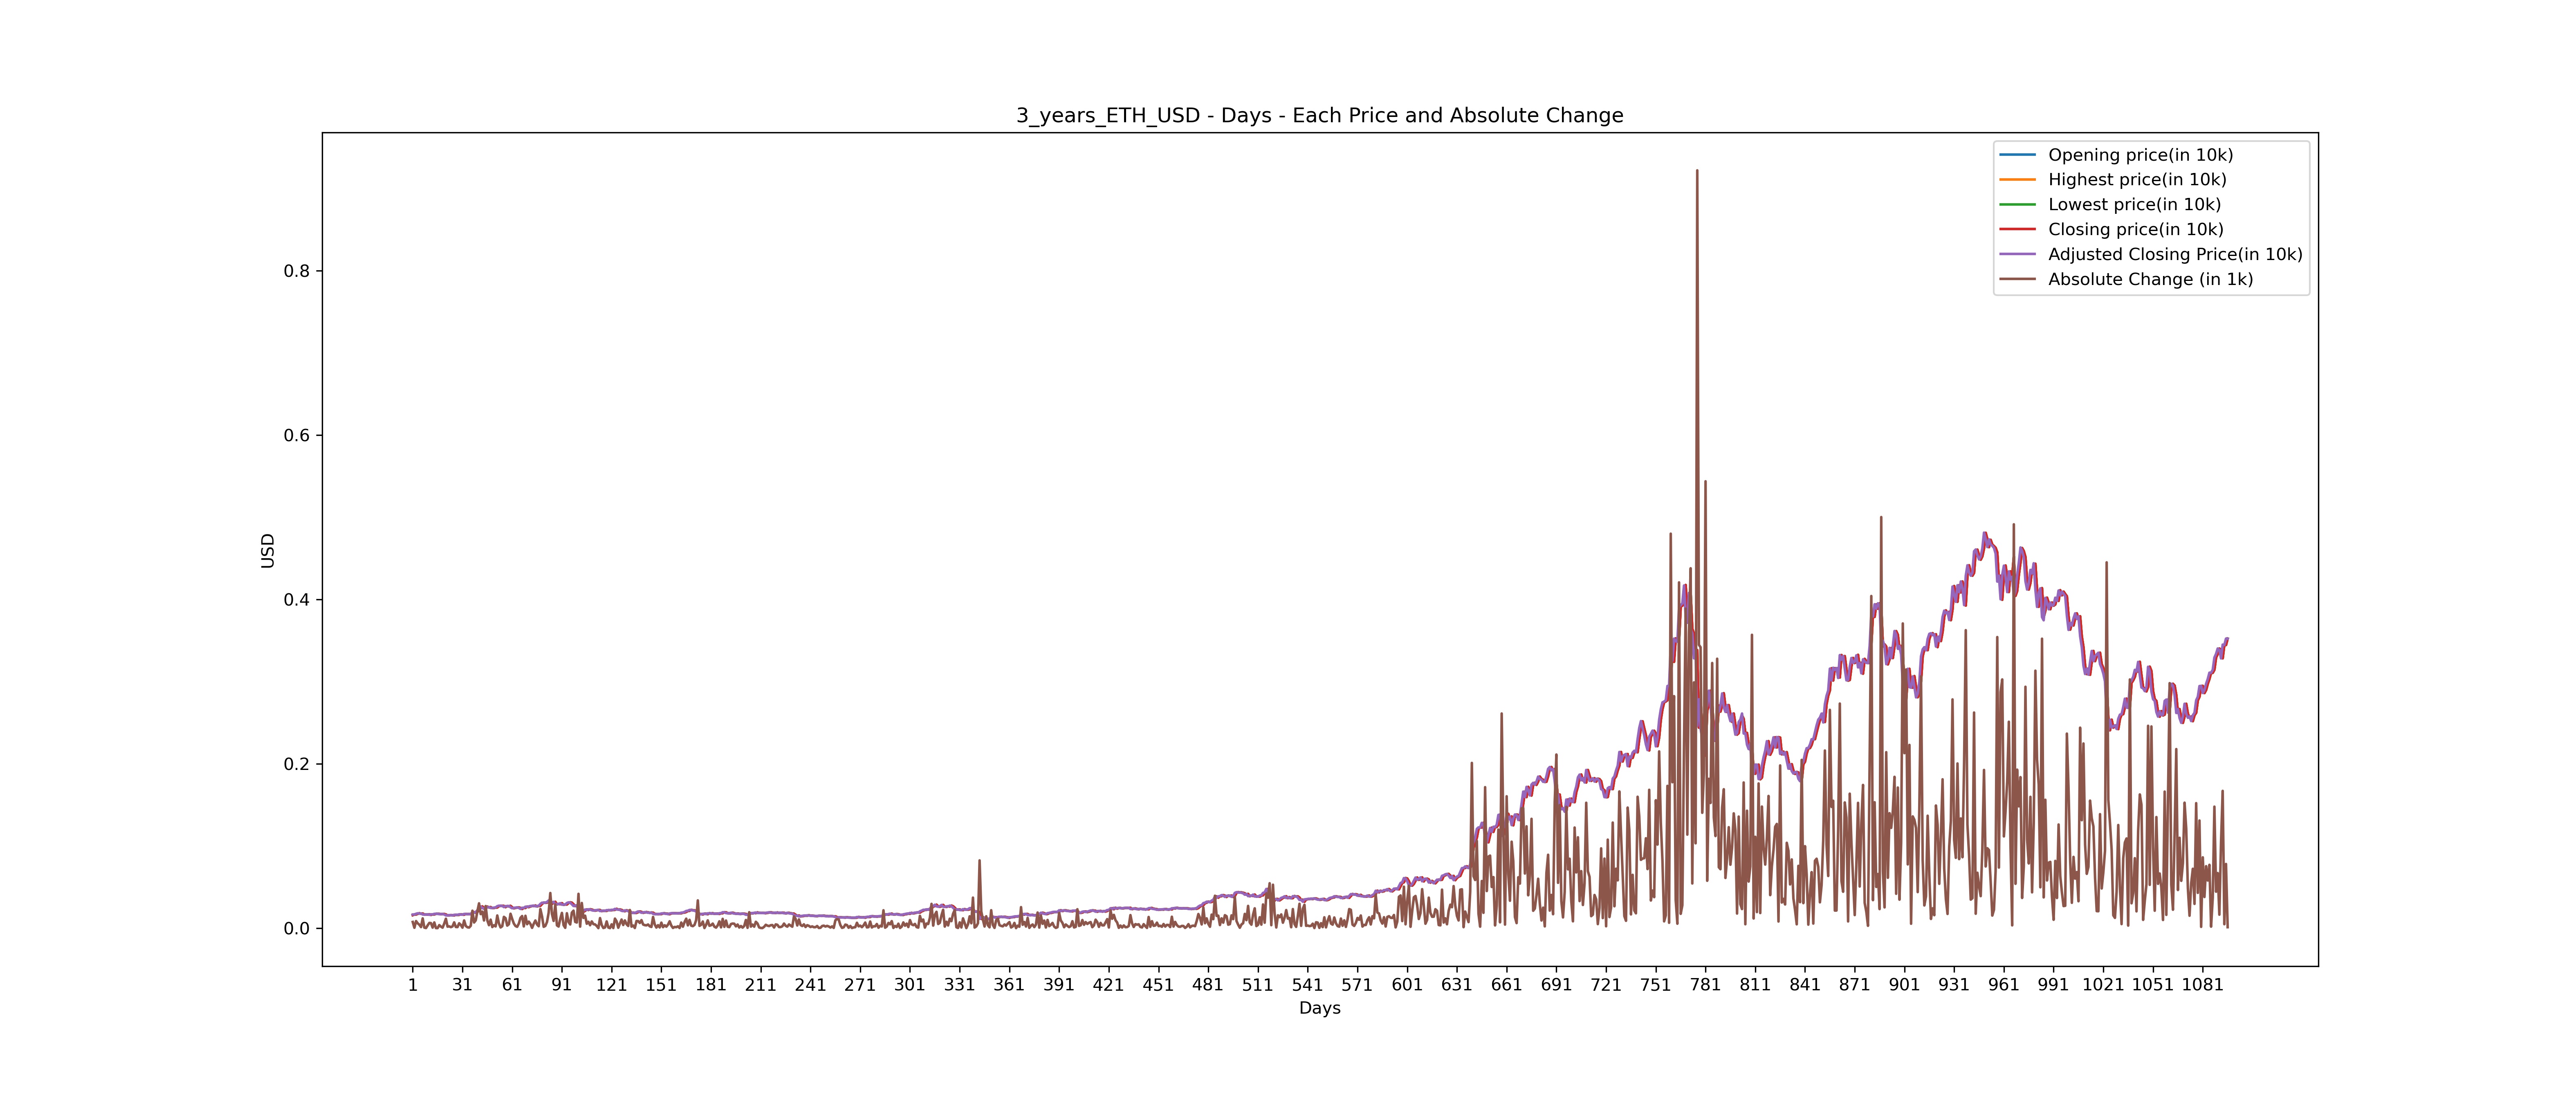 3_years_ETH_USD - Days - Each Price and Absolute Change
Opening price(in 10k)
Highest price(in 10k)
Lowest price(in 10k)
Closing price(in 10k)
Adjusted Closing Price(in 10k)
Absolute Change (in 1k)
0.8
0.6
USD
0.4
0.2
0.0
1 31 61 91 121 151 181 211 241 271 301 331 361 391 421 451 481 511 541 571 601 631 661 691 721 751 781 811 841 871 901 931 961 991 1021 1051 1081
Days